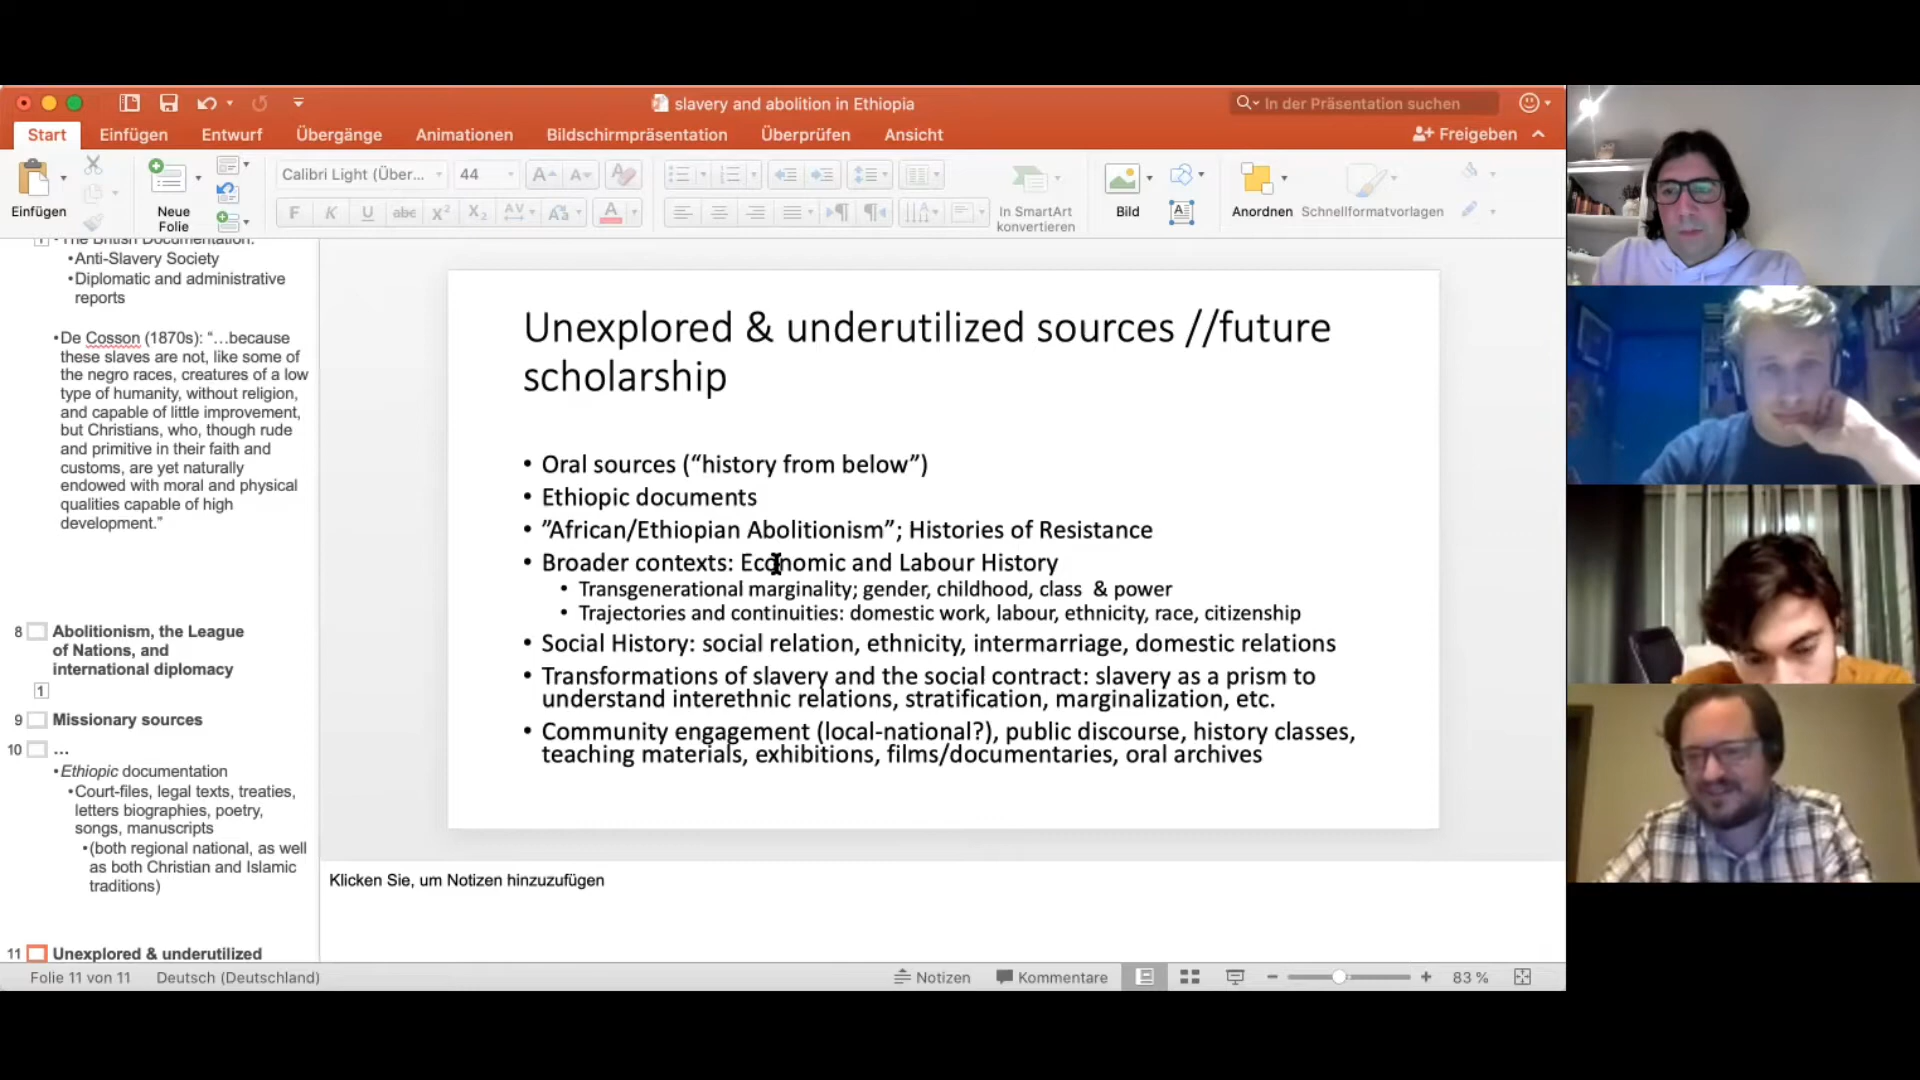 slavery and abolition in Ethiopia
In der Präsentation suchen
Start Einfügen Entwurf Übergänge Animationen Bildschirmpräsentation Überprüfen Ansicht Freigeben
Calibri Light (Über... 44
Einfügen Neue Folie In SmartArt konvertieren Bild Anordnen Schnellformatvorlagen
• The British Documentation:
•Anti-Slavery Society
•Diplomatic and administrative
reports
•De Cosson (1870s): “…because
these slaves are not, like some of
the negro races, creatures of a low
type of humanity, without religion,
and capable of little improvement,
but Christians, who, though rude
and primitive in their faith and
customs, are yet naturally
endowed with moral and physical
qualities capable of high
development.”
8 Abolitionism, the League
of Nations, and
international diplomacy
1
9 Missionary sources
10 …
•Ethiopic documentation
•Court-files, legal texts, treaties,
letters biographies, poetry,
songs, manuscripts
•(both regional national, as well
as both Christian and Islamic
traditions)
11 Unexplored & underutilized
Unexplored & underutilized sources //future
scholarship
• Oral sources (“history from below”)
• Ethiopic documents
• ”African/Ethiopian Abolitionism”; Histories of Resistance
• Broader contexts: Economic and Labour History
• Transgenerational marginality; gender, childhood, class & power
• Trajectories and continuities: domestic work, labour, ethnicity, race, citizenship
• Social History: social relation, ethnicity, intermarriage, domestic relations
• Transformations of slavery and the social contract: slavery as a prism to
understand interethnic relations, stratification, marginalization, etc.
• Community engagement (local-national?), public discourse, history classes,
teaching materials, exhibitions, films/documentaries, oral archives
Klicken Sie, um Notizen hinzuzufügen
Folie 11 von 11 Deutsch (Deutschland) Notizen Kommentare 83 %